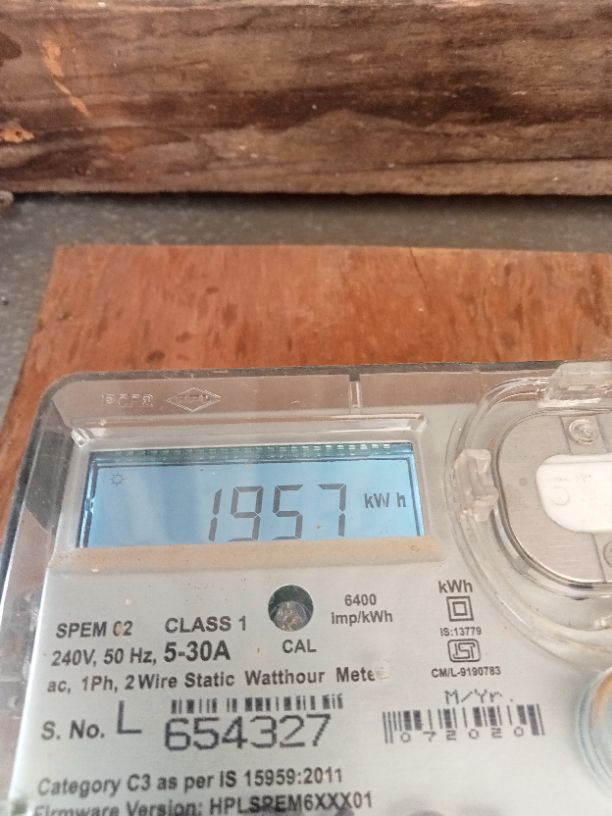 1957 kWh
SPEM 02 CLASS 1
240V, 50 Hz, 5-30A
CAL
6400
imp/kWh
kWh
IS:13779
CM/L-9190783
ac, 1Ph, 2 Wire Static Watthour Mete
S. No. L 654327
M/Yr.
072020
Category C3 as per IS 15959:2011
Firmware Version: HPLSPEM6XXX01